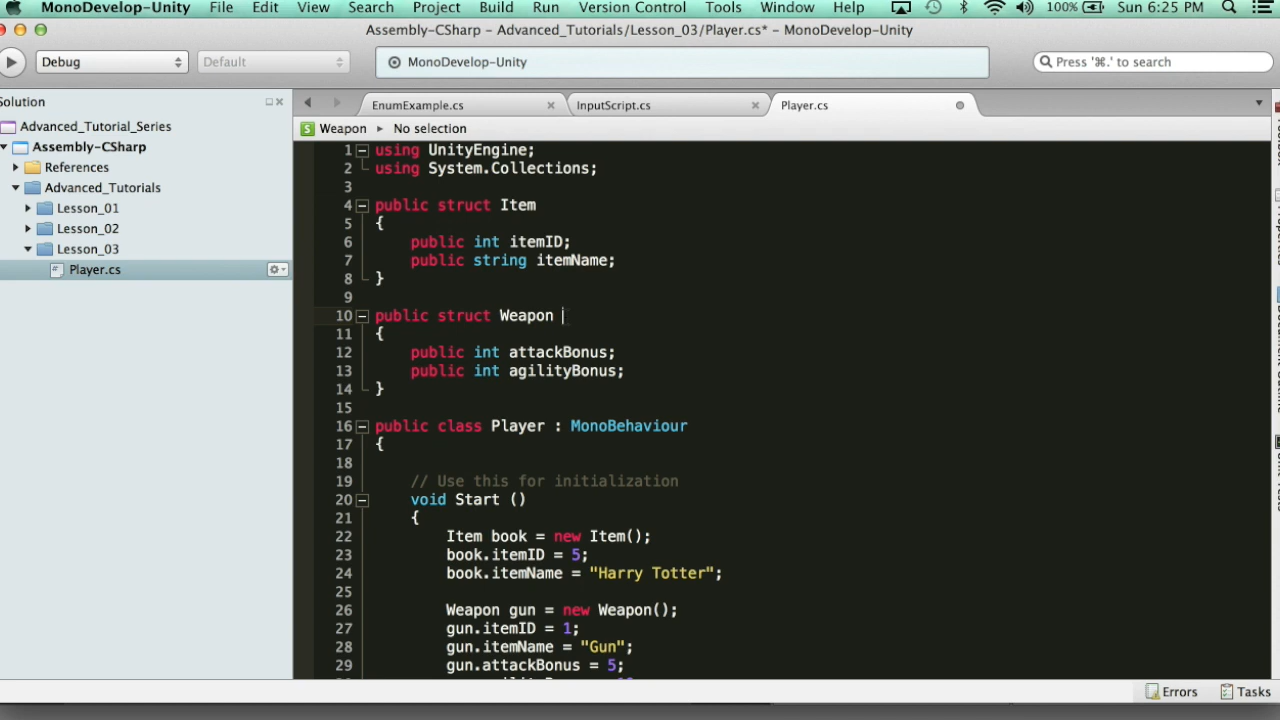 MonoDevelop-Unity File Edit View Search Project Build Run Version Control Tools Window Help 100% Sun 6:25 PM
Assembly-CSharp - Advanced_Tutorials/Lesson_03/Player.cs* - MonoDevelop-Unity
Debug Default MonoDevelop-Unity Press '⌘.' to search
Solution
Advanced_Tutorial_Series
Assembly-CSharp
References
Advanced_Tutorials
Lesson_01
Lesson_02
Lesson_03
Player.cs
EnumExample.cs InputScript.cs Player.cs
Weapon No selection
1 using UnityEngine;
2 using System.Collections;
3
4 public struct Item
5 {
6 public int itemID;
7 public string itemName;
8 }
9
10 public struct Weapon
11 {
12 public int attackBonus;
13 public int agilityBonus;
14 }
15
16 public class Player : MonoBehaviour
17 {
18
19 // Use this for initialization
20 void Start ()
21 {
22 Item book = new Item();
23 book.itemID = 5;
24 book.itemName = "Harry Totter";
25
26 Weapon gun = new Weapon();
27 gun.itemID = 1;
28 gun.itemName = "Gun";
29 gun.attackBonus = 5;
Errors Tasks